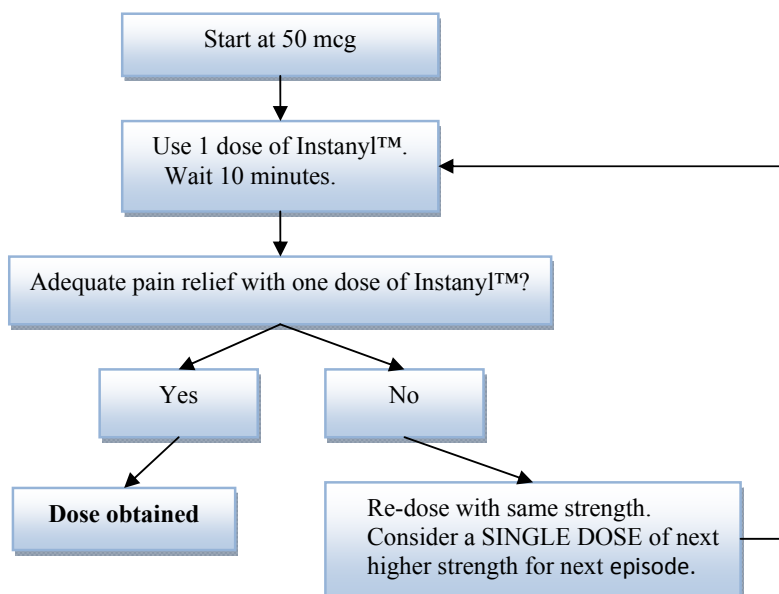 Start at 50 mcg
Use 1 dose of Instanyl™.
Wait 10 minutes.
Adequate pain relief with one dose of Instanyl™?
Yes
No
Dose obtained
Re-dose with same strength.
Consider a SINGLE DOSE of next
higher strength for next episode.